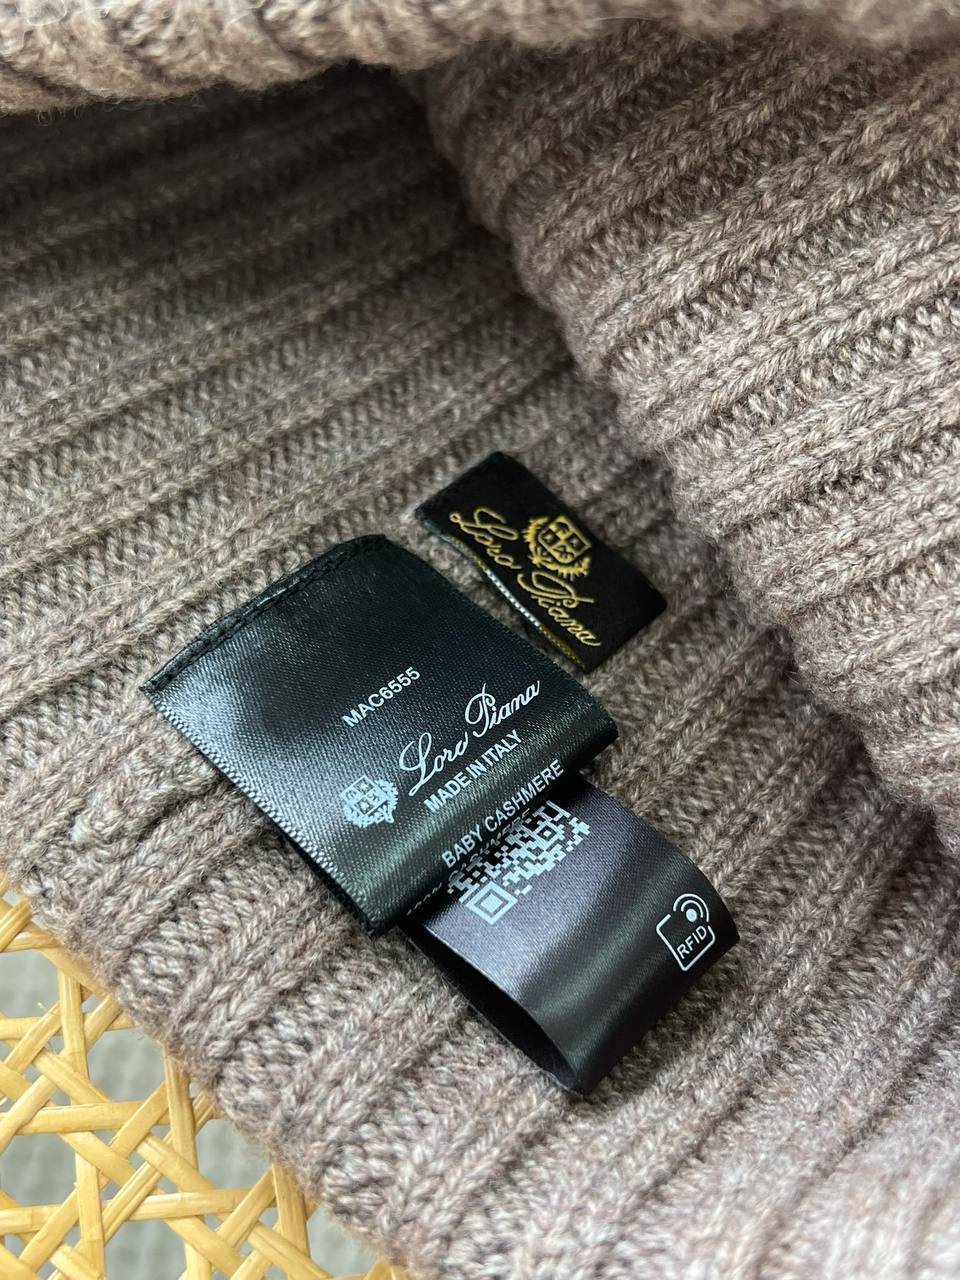 Loro Piana
MAC6555
Loro Piana
MADE IN ITALY
BABY CASHMERE
RFID